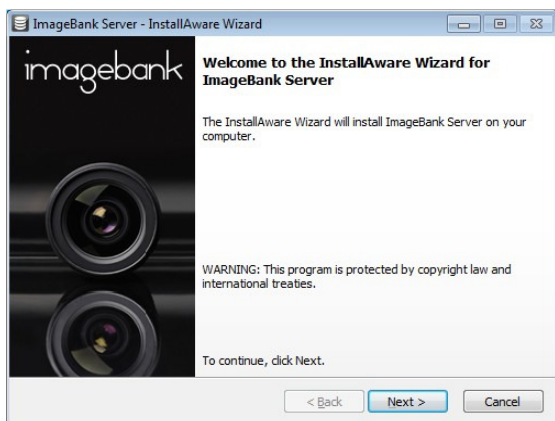 ImageBank Server - InstallAware Wizard
imagebank
Welcome to the InstallAware Wizard for
ImageBank Server
The InstallAware Wizard will install ImageBank Server on your
computer.
WARNING: This program is protected by copyright law and
international treaties.
To continue, click Next.
< Back
Next >
Cancel